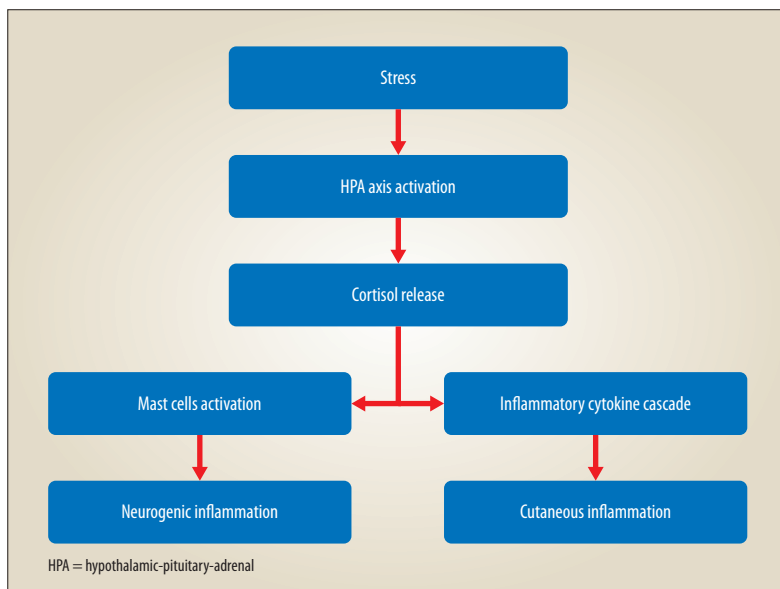 Stress
HPA axis activation
Cortisol release
Mast cells activation
Inflammatory cytokine cascade
Neurogenic inflammation
Cutaneous inflammation
HPA = hypothalamic-pituitary-adrenal